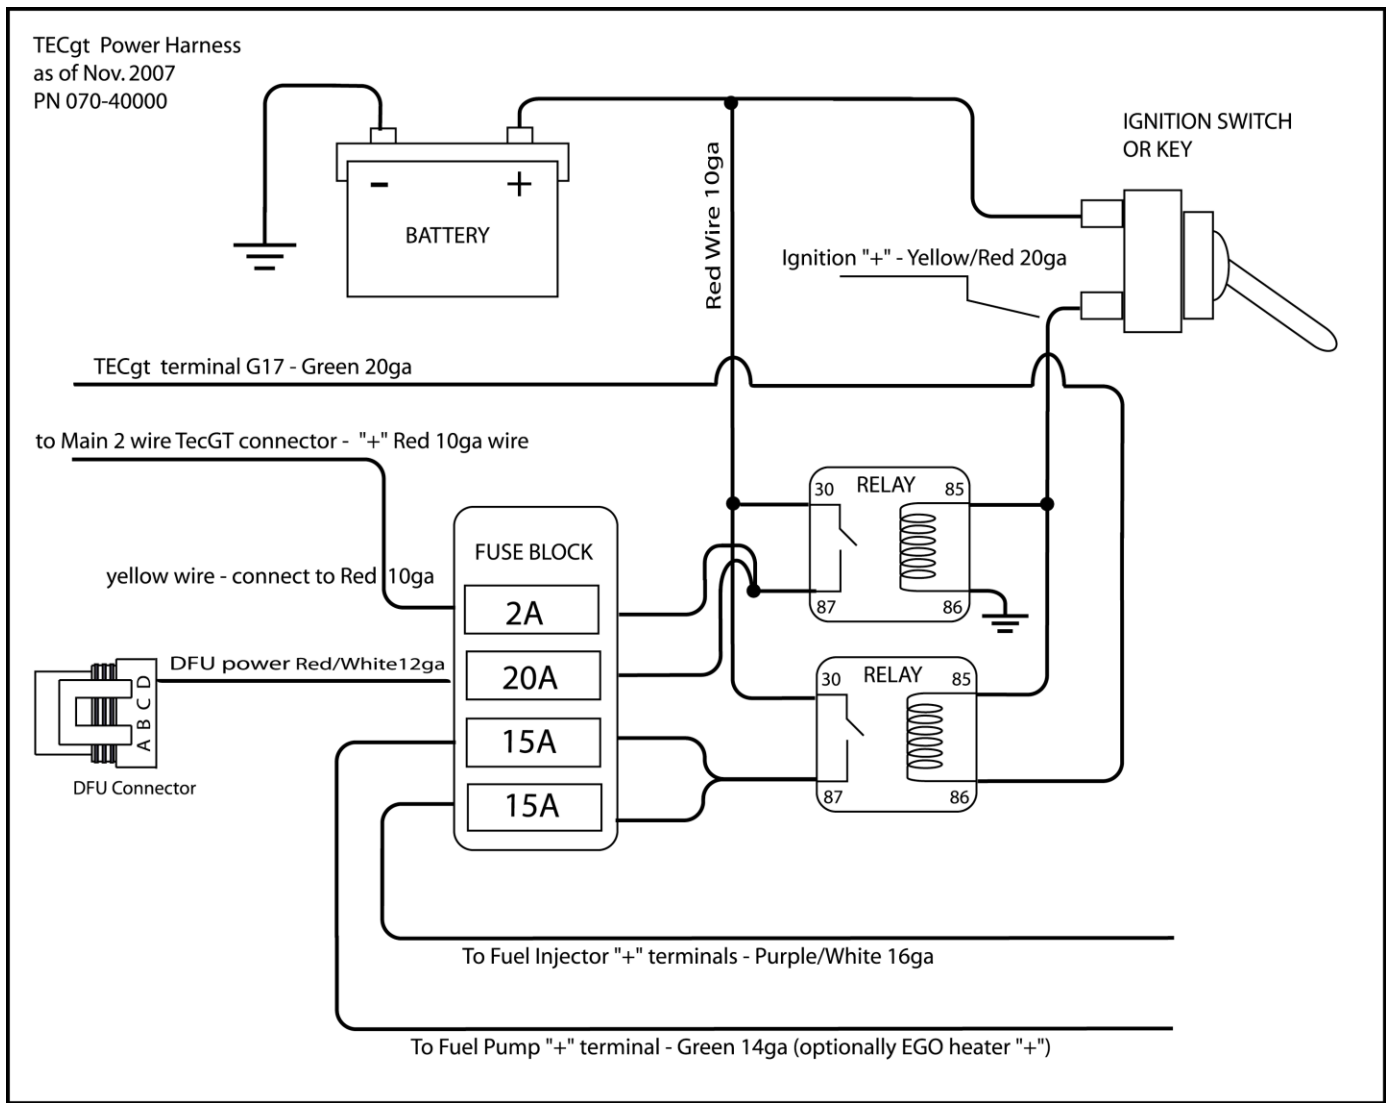 TECgt Power Harness
as of Nov. 2007
PN 070-40000
IGNITION SWITCH
OR KEY
- +
BATTERY
Red Wire 10ga
Ignition "+" - Yellow/Red 20ga
TECgt terminal G17 - Green 20ga
to Main 2 wire TecGT connector - "+" Red 10ga wire
RELAY
30
85
87
86
FUSE BLOCK
yellow wire - connect to Red 10ga
2A
DFU power Red/White12ga
20A
15A
15A
A B C D
DFU Connector
RELAY
30
85
87
86
To Fuel Injector "+" terminals - Purple/White 16ga
To Fuel Pump "+" terminal - Green 14ga (optionally EGO heater "+")